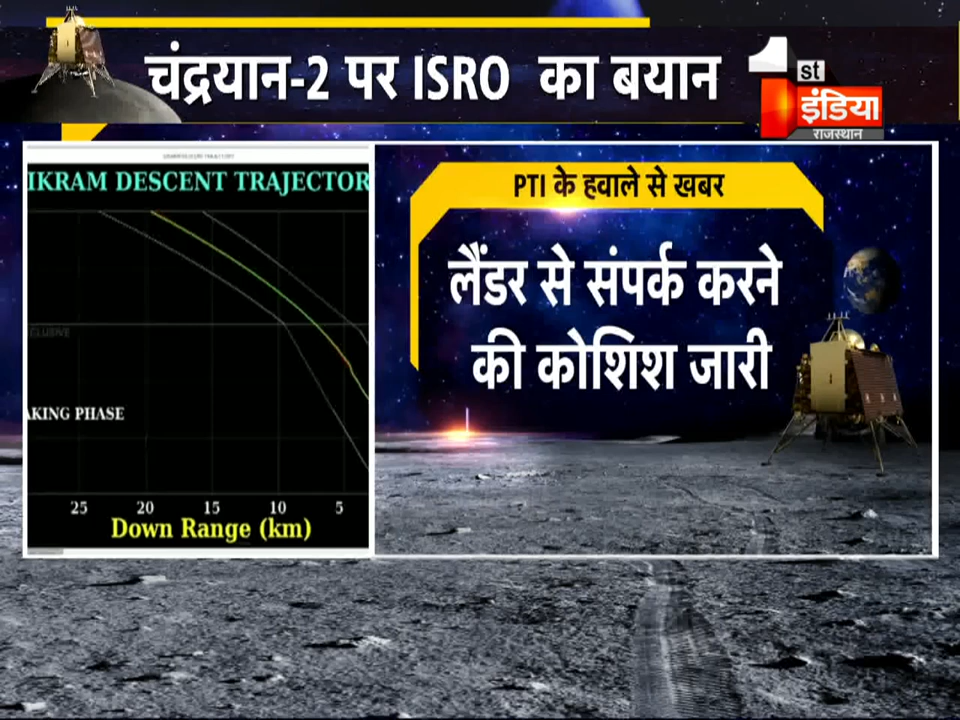 चंद्रयान-2 पर ISRO का बयान
1st
इंडिया
राजस्थान
IKRAM DESCENT TRAJECTOR
PTI के हवाले से खबर
लैंडर से संपर्क करने
की कोशिश जारी
CLUSIVE
AKING PHASE
25 20 15 10 5
Down Range (km)